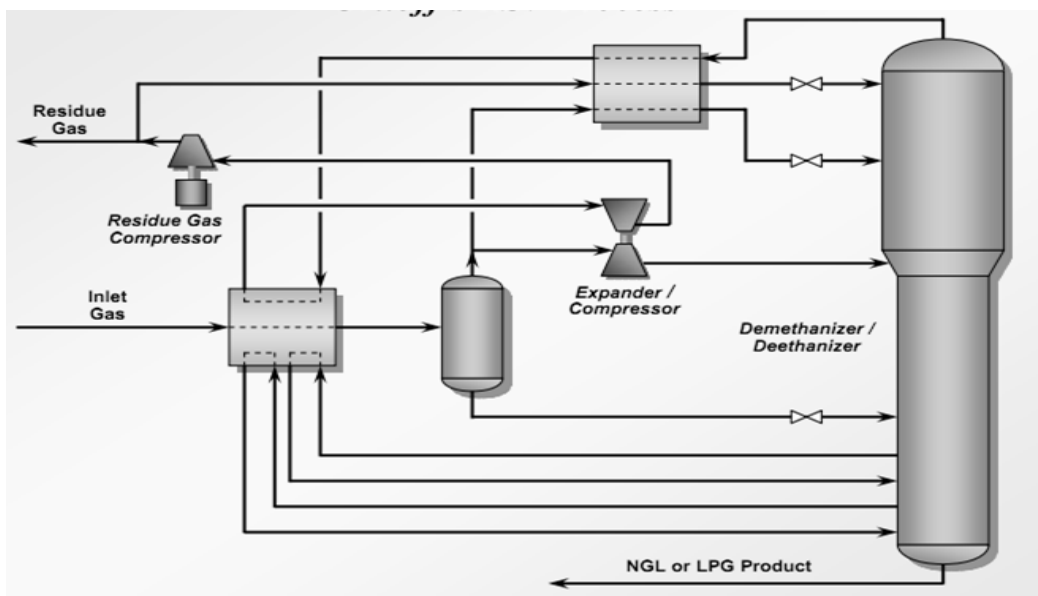 Residue
Gas
Residue Gas
Compressor
Inlet
Gas
Expander /
Compressor
Demethanizer /
Deethanizer
NGL or LPG Product